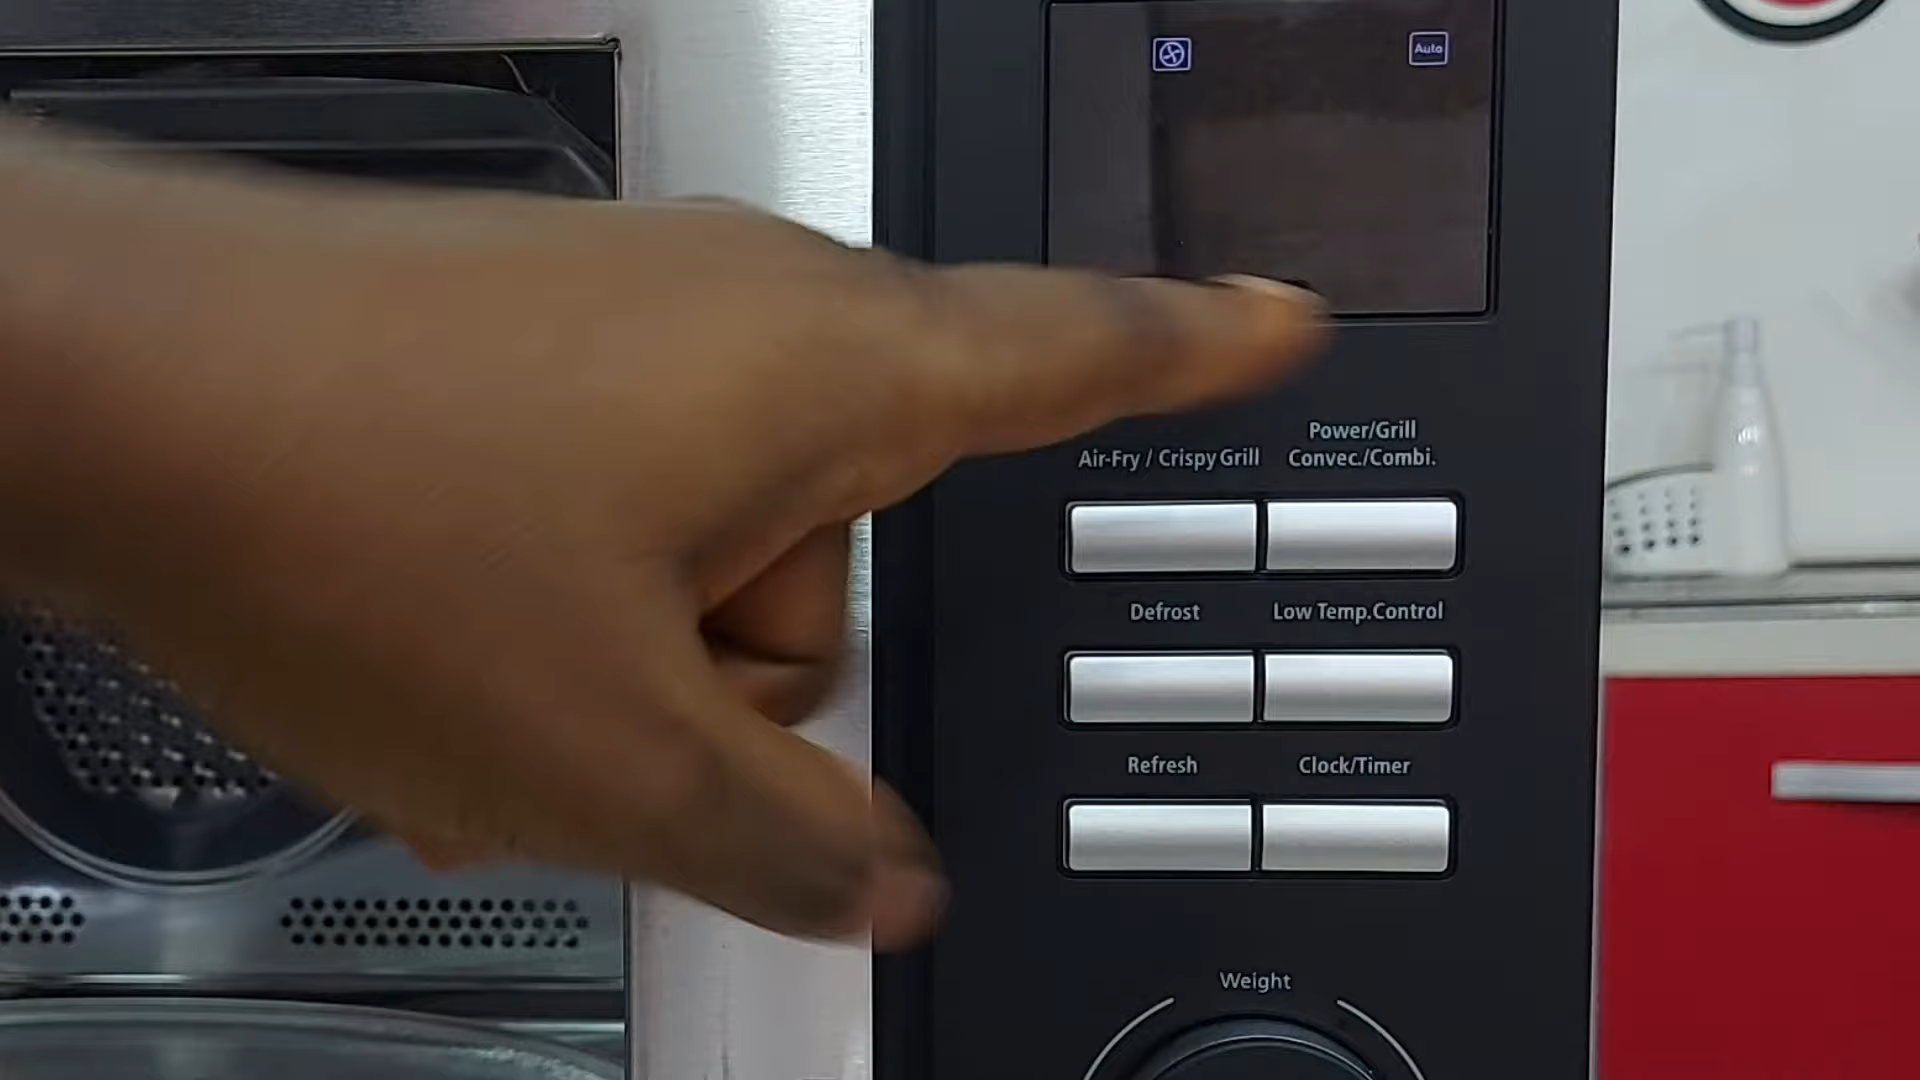 Auto
Air-Fry / Crispy Grill
Power/Grill
Convec./Combi.
Defrost
Low Temp.Control
Refresh
Clock/Timer
Weight